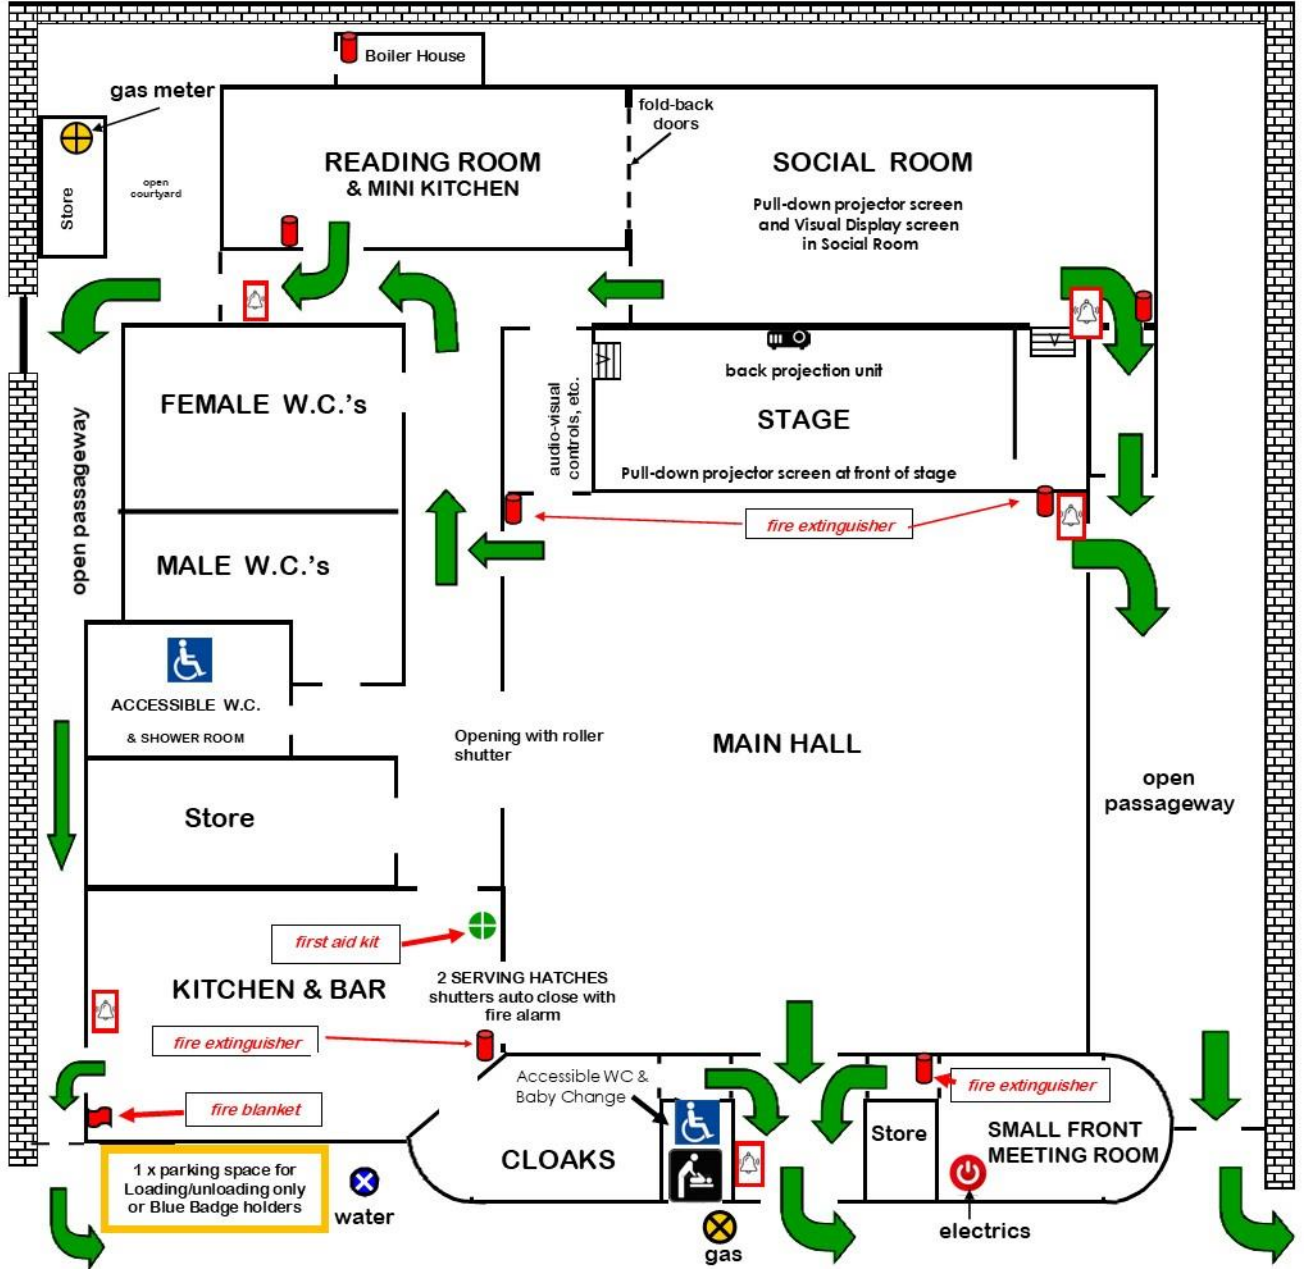 Boiler House
gas meter
fold-back
doors
READING ROOM
& MINI KITCHEN
SOCIAL ROOM
open
courtyard
Store
Pull-down projector screen
and Visual Display screen
in Social Room
V
V
back projection unit
audio-visual
controls, etc.
FEMALE W.C.'s
STAGE
open passageway
Pull-down projector screen at front of stage
fire extinguisher
MALE W.C.'s
ACCESSIBLE W.C.
& SHOWER ROOM
Opening with roller
shutter
MAIN HALL
open
passageway
Store
first aid kit
KITCHEN & BAR
2 SERVING HATCHES
shutters auto close with
fire alarm
fire extinguisher
Accessible WC &
Baby Change
fire extinguisher
fire blanket
Store
SMALL FRONT
MEETING ROOM
CLOAKS
1 x parking space for
Loading/unloading only
or Blue Badge holders
water
gas
electrics